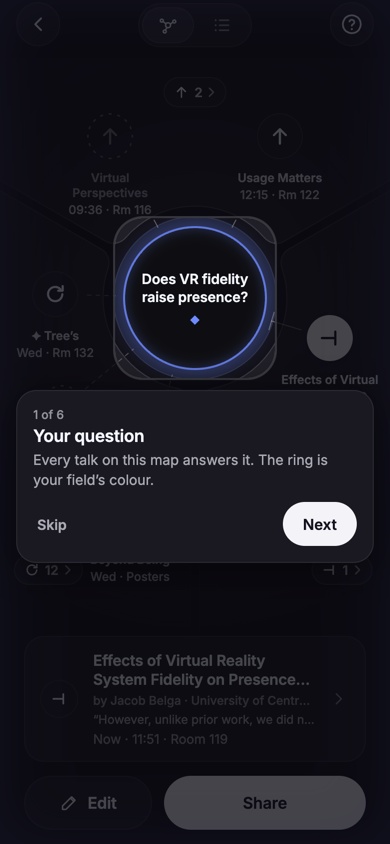 2
Virtual
Perspectives
09:36 · Rm 116
Usage Matters
12:15 · Rm 122
Does VR fidelity
raise presence?
Tree’s
Wed · Rm 132
Effects of Virtual
1 of 6
Your question
Every talk on this map answers it. The ring is
your field’s colour.
Skip
Next
12
Wed · Posters
1
Effects of Virtual Reality
System Fidelity on Presence...
by Jacob Belga · University of Centr...
“However, unlike prior work, we did n...
Now · 11:51 · Room 119
Edit
Share